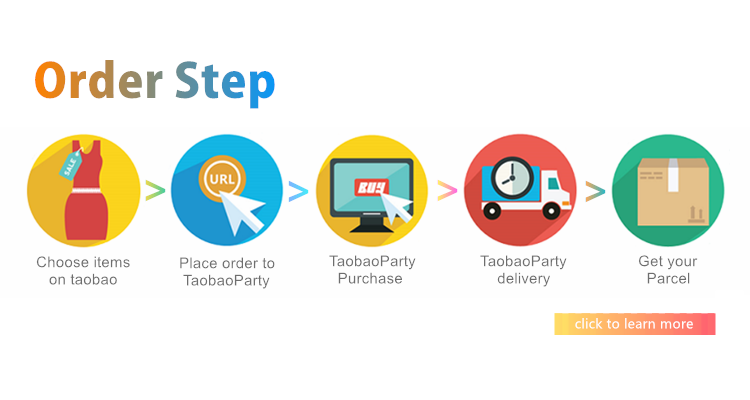 Order Step
SALE
URL
BUY
Choose items
on taobao
Place order to
TaobaoParty
TaobaoParty
Purchase
TaobaoParty
delivery
Get your
Parcel
click to learn more